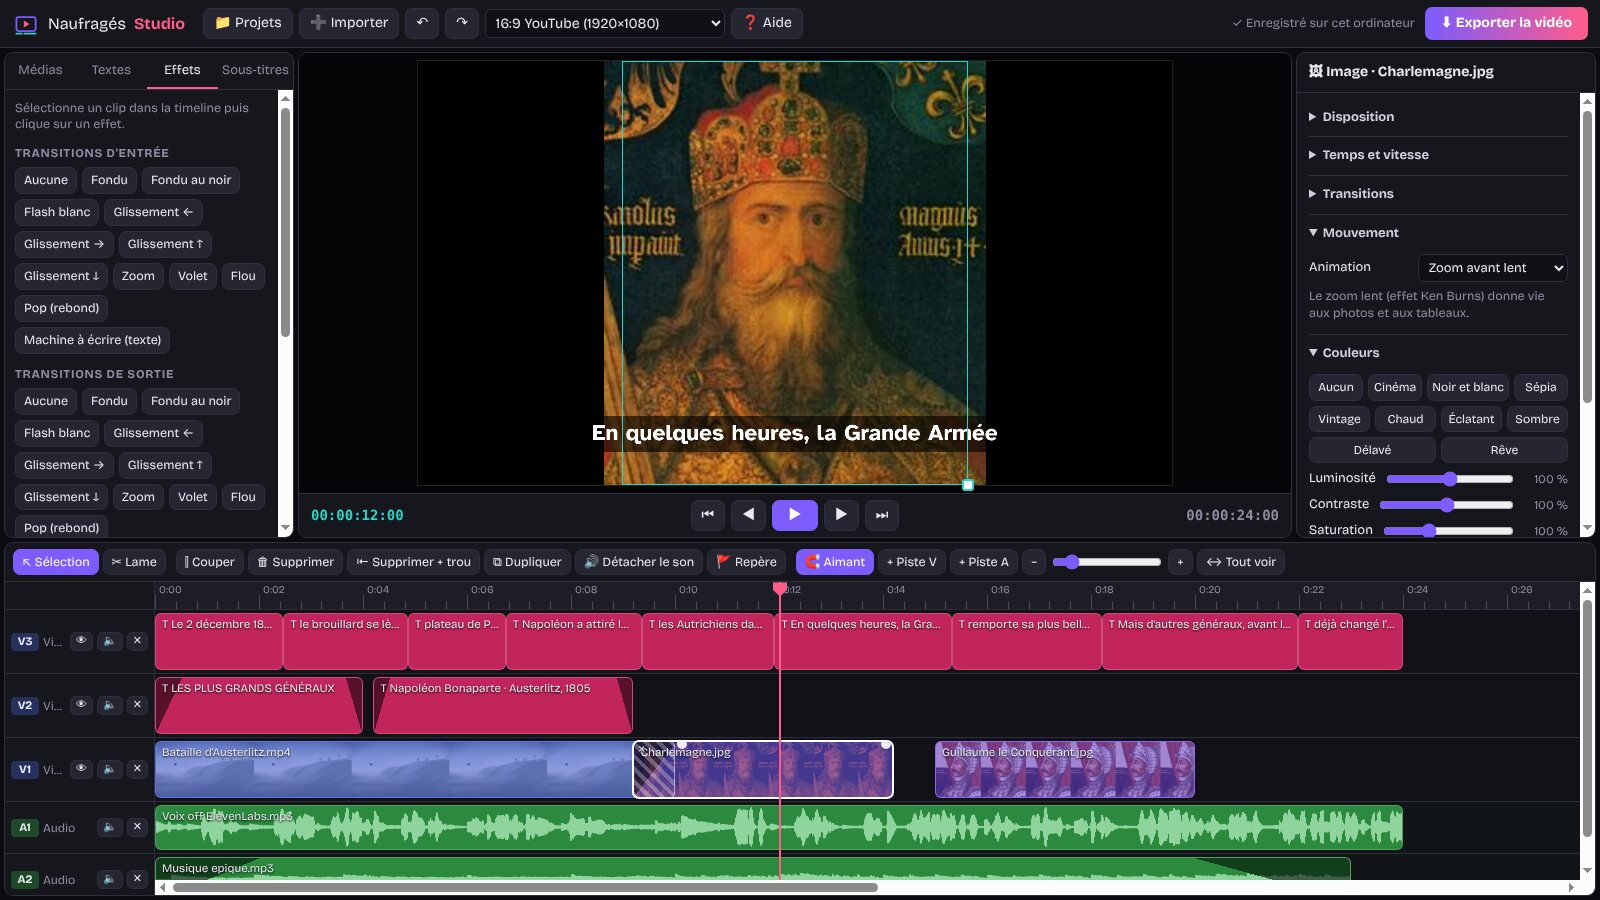 Naufragés Studio
📁 Projets
➕ Importer
↶
↷
16:9 YouTube (1920×1080)
❓ Aide
✓ Enregistré sur cet ordinateur
⬇ Exporter la vidéo
Médias
Textes
Effets
Sous-titres
Sélectionne un clip dans la timeline puis
clique sur un effet.
TRANSITIONS D'ENTRÉE
Aucune
Fondu
Fondu au noir
Flash blanc
Glissement ←
Glissement →
Glissement ↑
Glissement ↓
Zoom
Volet
Flou
Pop (rebond)
Machine à écrire (texte)
TRANSITIONS DE SORTIE
Aucune
Fondu
Fondu au noir
Flash blanc
Glissement ←
Glissement →
Glissement ↑
Glissement ↓
Zoom
Volet
Flou
Pop (rebond)
magnus
En quelques heures, la Grande Armée
00:00:12:00
00:00:24:00
🖼 Image · Charlemagne.jpg
▶ Disposition
▶ Temps et vitesse
▶ Transitions
▼ Mouvement
Animation
Zoom avant lent
Le zoom lent (effet Ken Burns) donne vie
aux photos et aux tableaux.
▼ Couleurs
Aucun
Cinéma
Noir et blanc
Sépia
Vintage
Chaud
Éclatant
Sombre
Délavé
Rêve
Luminosité 100 %
Contraste 100 %
Saturation 100 %
Sélection
✂ Lame
Couper
🗑 Supprimer
⇤ Supprimer + trou
⧉ Dupliquer
🔊 Détacher le son
🚩 Repère
🧲 Aimant
+ Piste V
+ Piste A
−
+
↔ Tout voir
0:00 0:02 0:04 0:06 0:08 0:10 0:12 0:14 0:16 0:18 0:20 0:22 0:24 0:26
V3 Vi...
T Le 2 décembre 18...
T le brouillard se lè...
T plateau de P...
T Napoléon a attiré l...
T les Autrichiens da...
T En quelques heures, la Gra...
T remporte sa plus bell...
T Mais d'autres généraux, avant l...
T déjà changé l'...
V2 Vi...
T LES PLUS GRANDS GÉNÉRAUX
T Napoléon Bonaparte · Austerlitz, 1805
V1 Vi...
Bataille d'Austerlitz.mp4
Charlemagne.jpg
Guillaume le Conquerant.jpg
A1 Audio
Voix off ElevenLabs.mp3
A2 Audio
Musique epique.mp3